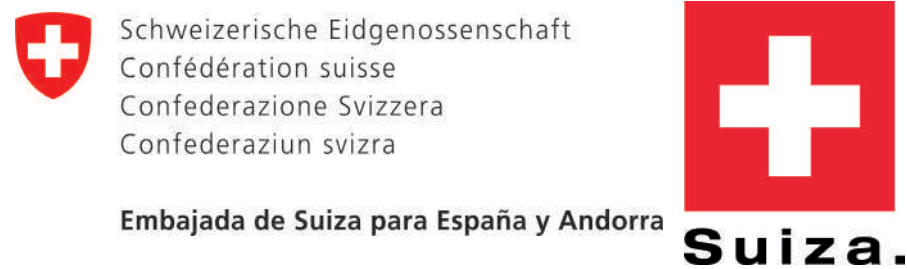 Schweizerische Eidgenossenschaft
Confédération suisse
Confederazione Svizzera
Confederaziun svizra
Embajada de Suiza para España y Andorra
Suiza.